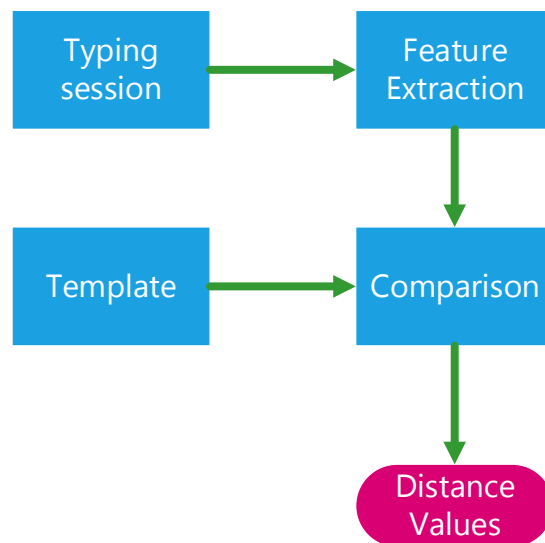 Typing
session
Feature
Extraction
Template
Comparison
Distance
Values